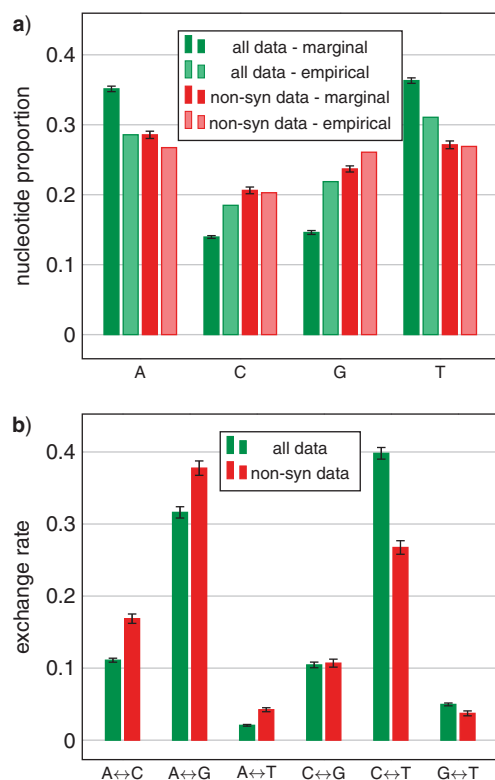 a)
all data - marginal
all data - empirical
non-syn data - marginal
non-syn data - empirical
nucleotide proportion
0.4
0.3
0.2
0.1
0
A C G T
b)
all data
non-syn data
exchange rate
0.4
0.3
0.2
0.1
0
A↔C A↔G A↔T C↔G C↔T G↔T